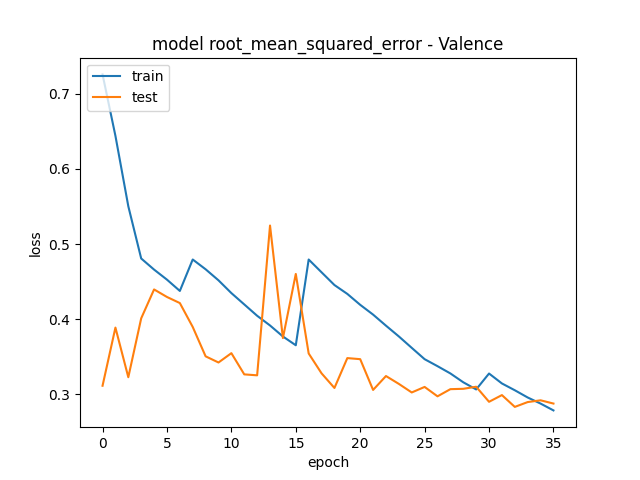 model root_mean_squared_error - Valence
train
test
loss
0.7
0.6
0.5
0.4
0.3
0 5 10 15 20 25 30 35
epoch